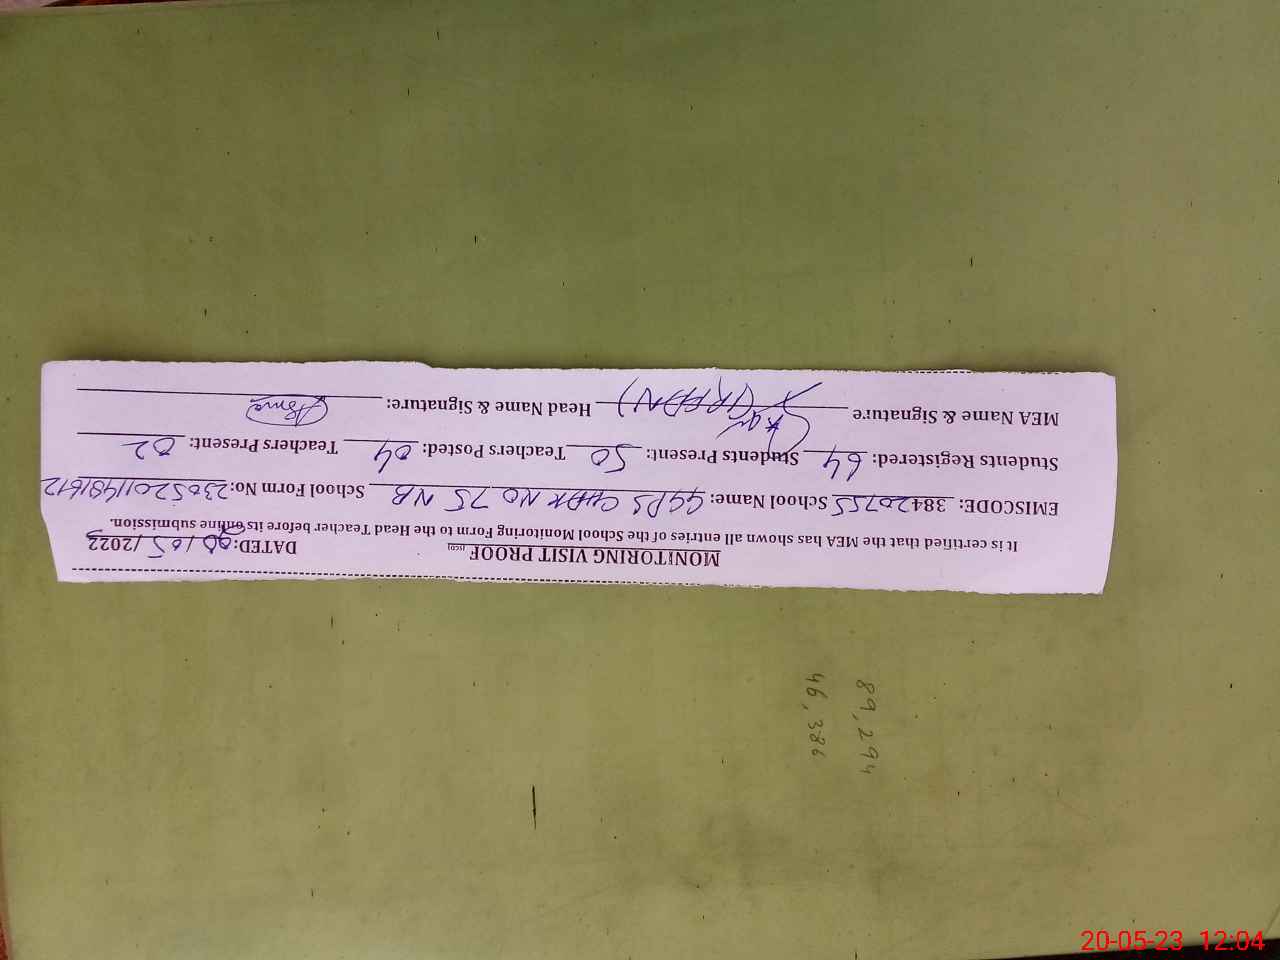 MONITORING VISIT PROOF DATED: 20/05/2023
It is certified that the MEA has shown all entries of the School Monitoring Form to the Head Teacher before its online submission.
EMISCODE: 38420755 School Name: GGPS CHAK NO 75 NB School Form No: 23052011481612
Students Registered: 64 Students Present: 50 Teachers Posted: 04 Teachers Present: 02
MEA Name & Signature (IRFAN) Head Name & Signature:
89,294
46,386
20-05-23 12:04